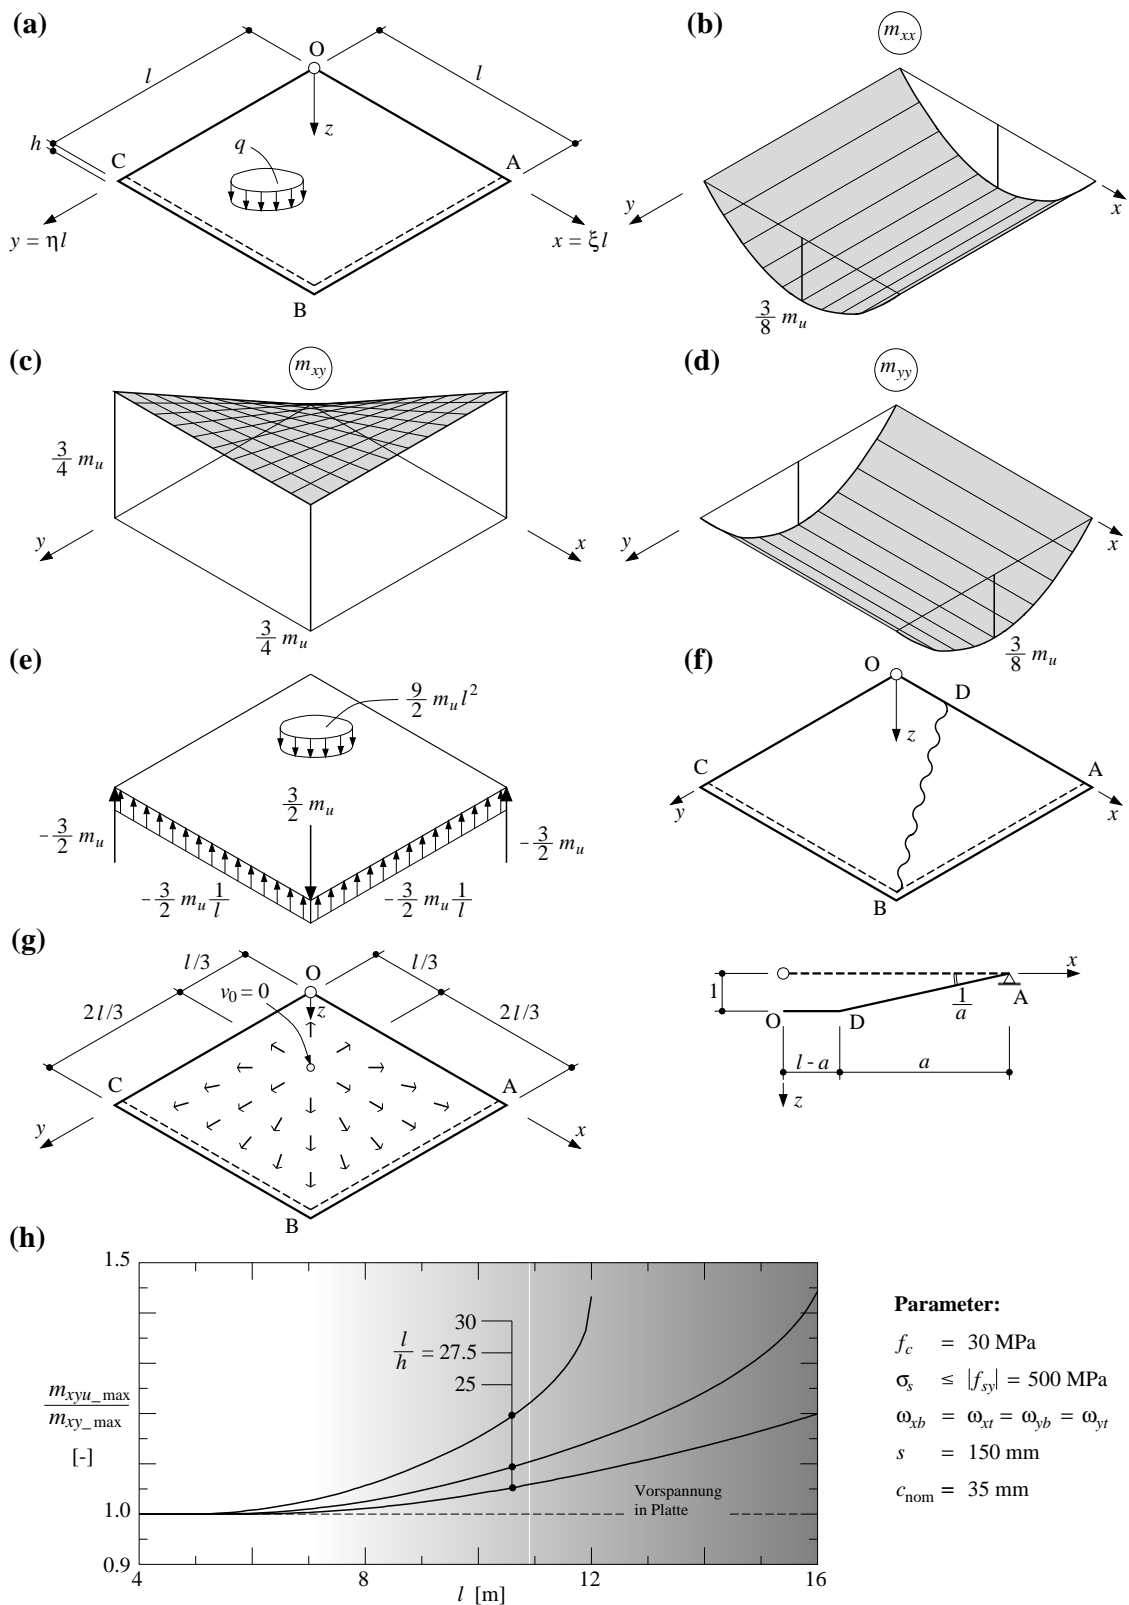 (a)
O
l
l
h
z
C
A
q
y = ηl
x = ξl
B
(b)
m_xx
y
x
3/8 m_u
(c)
m_xy
3/4 m_u
y
x
3/4 m_u
(d)
m_yy
y
x
3/8 m_u
(e)
9/2 m_u l²
3/2 m_u
-3/2 m_u
-3/2 m_u
-3/2 m_u 1/l
-3/2 m_u 1/l
(f)
O
D
z
C
A
y
x
B
x
1
1/a
A
O
D
l - a
a
z
(g)
l/3
O
l/3
v_0 = 0
z
2l/3
2l/3
C
A
y
x
B
(h)
1.5
30
l/h = 27.5
25
m_xyu_max / m_xy_max
[-]
Vorspannung
in Platte
1.0
0.9
4
8
12
16
l [m]
Parameter:
f_c = 30 MPa
σ_s ≤ |f_sy| = 500 MPa
ω_xb = ω_xt = ω_yb = ω_yt
s = 150 mm
c_nom = 35 mm